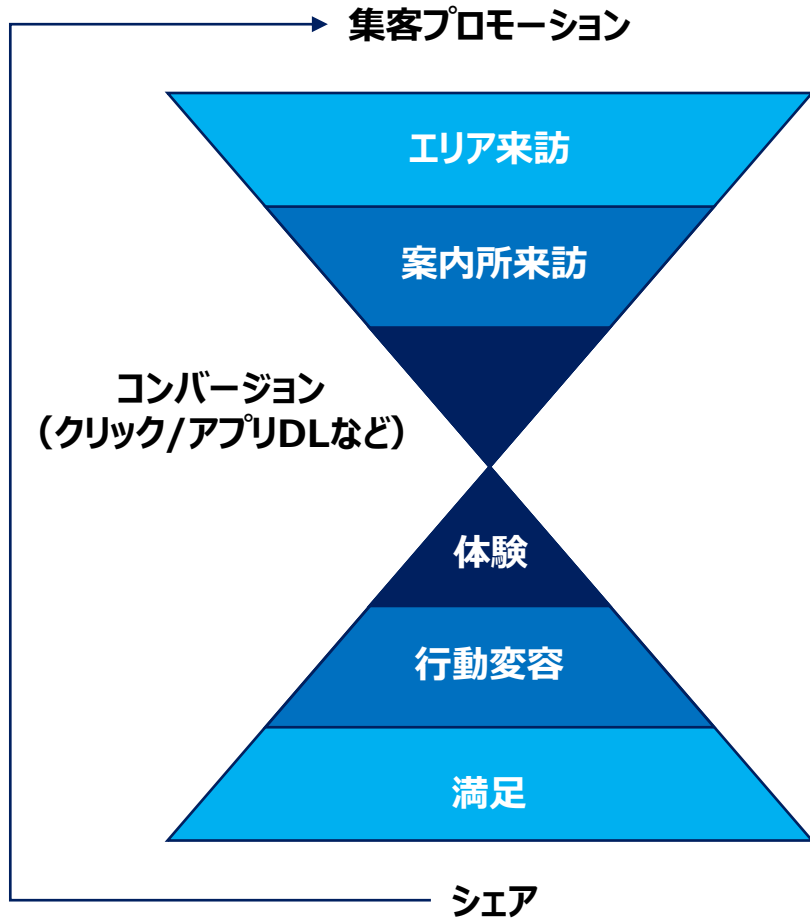 集客プロモーション
エリア来訪
案内所来訪
コンバージョン
（クリック/アプリDLなど）
体験
行動変容
満足
シェア